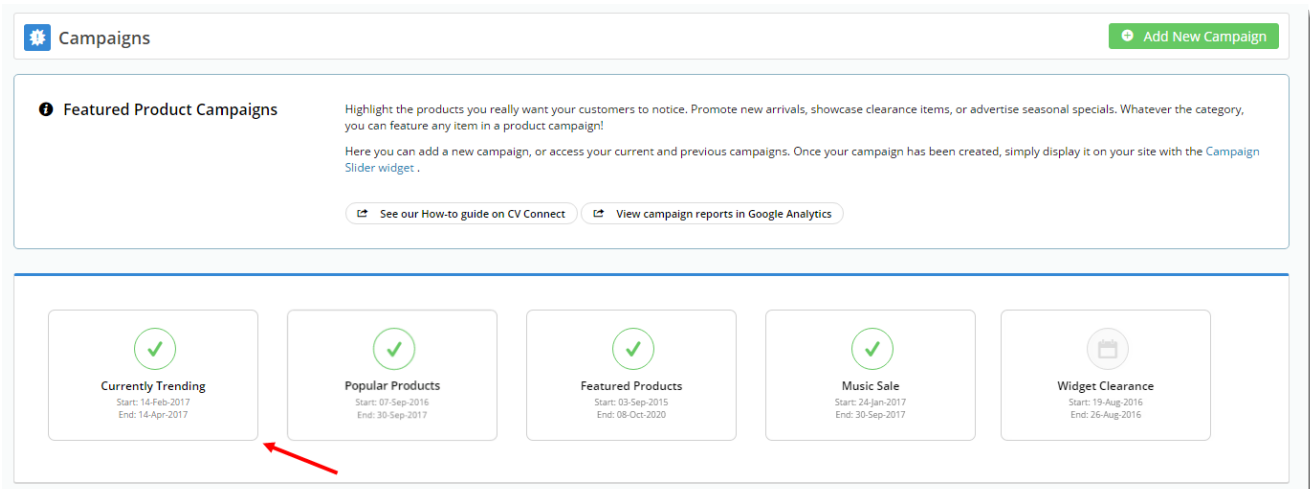 Campaigns
Add New Campaign
Featured Product Campaigns
Highlight the products you really want your customers to notice. Promote new arrivals, showcase clearance items, or advertise seasonal specials. Whatever the category,
you can feature any item in a product campaign!
Here you can add a new campaign, or access your current and previous campaigns. Once your campaign has been created, simply display it on your site with the Campaign
Slider widget .
See our How-to guide on CV Connect
View campaign reports in Google Analytics
Currently Trending
Start: 14-Feb-2017
End: 14-Apr-2017
Popular Products
Start: 07-Sep-2016
End: 30-Sep-2017
Featured Products
Start: 03-Sep-2015
End: 08-Oct-2020
Music Sale
Start: 24-Jan-2017
End: 30-Sep-2017
Widget Clearance
Start: 19-Aug-2016
End: 26-Aug-2016